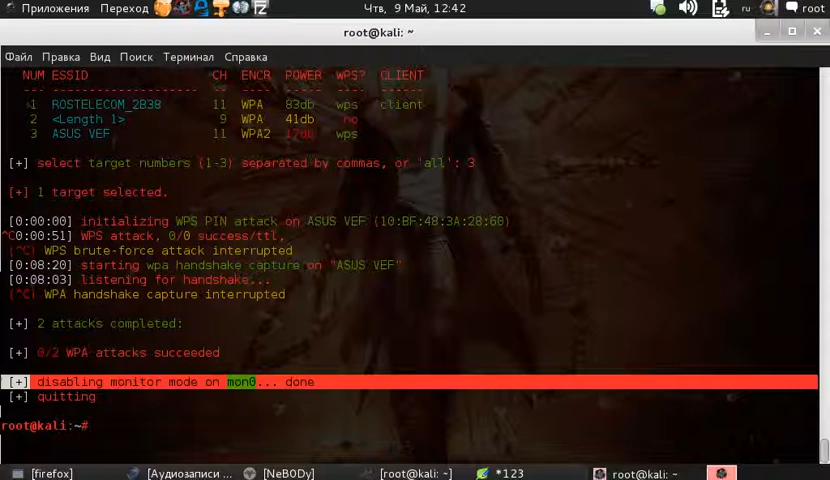 Приложения Переход Чтв, 9 Май, 12:42 ru root
root@kali: ~
Файл Правка Вид Поиск Терминал Справка
NUM ESSID CH ENCR POWER WPS? CLIENT
--- -------------------- -- ---- ----- ---- ------
1 ROSTELECOM_2B38 11 WPA 83db wps client
2 <Length 1> 9 WPA 41db no
3 ASUS VEF 11 WPA2 17db wps
[+] select target numbers (1-3) separated by commas, or 'all': 3
[+] 1 target selected.
[0:00:00] initializing WPS PIN attack on ASUS VEF (10:BF:48:3A:28:60)
^C0:00:51] WPS attack, 0/0 success/ttl,
(^C) WPS brute-force attack interrupted
[0:08:20] starting wpa handshake capture on "ASUS VEF"
[0:08:03] listening for handshake...
(^C) WPA handshake capture interrupted
[+] 2 attacks completed:
[+] 0/2 WPA attacks succeeded
[+] disabling monitor mode on mon0... done
[+] quitting
root@kali:~#
[firefox] [Аудиозаписи ... [NeBODy] [root@kali: ~] *123 root@kali: ~